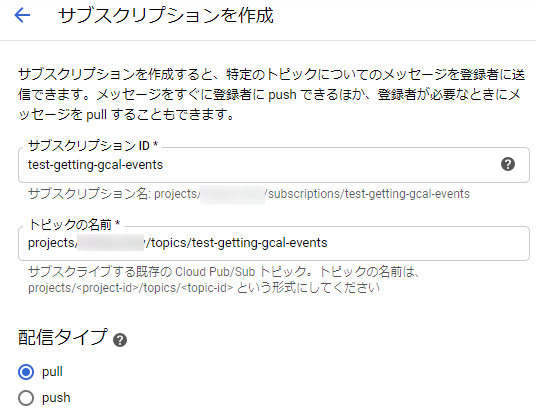 サブスクリプションを作成
サブスクリプションを作成すると、特定のトピックについてのメッセージを登録者に送
信できます。メッセージをすぐに登録者に push できるほか、登録者が必要なときにメ
ッセージを pull することもできます。
サブスクリプション ID *
test-getting-gcal-events
サブスクリプション名: projects/ /subscriptions/test-getting-gcal-events
トピックの名前 *
projects/ /topics/test-getting-gcal-events
サブスクライブする既存の Cloud Pub/Sub トピック。トピックの名前は、
projects/<project-id>/topics/<topic-id> という形式にしてください
配信タイプ
pull
push